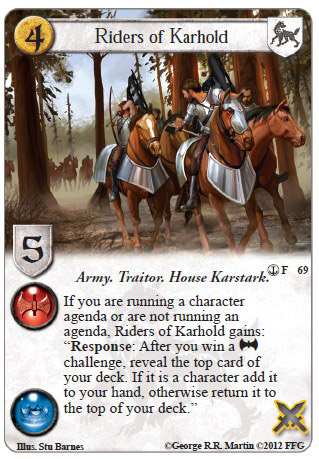 4 Riders of Karhold
5
Army. Traitor. House Karstark. F 69
If you are running a character
agenda or are not running an
agenda, Riders of Karhold gains:
“Response: After you win a
challenge, reveal the top card of
your deck. If it is a character add it
to your hand, otherwise return it to
the top of your deck.”
Illus. Stu Barnes ©George R.R. Martin ©2012 FFG